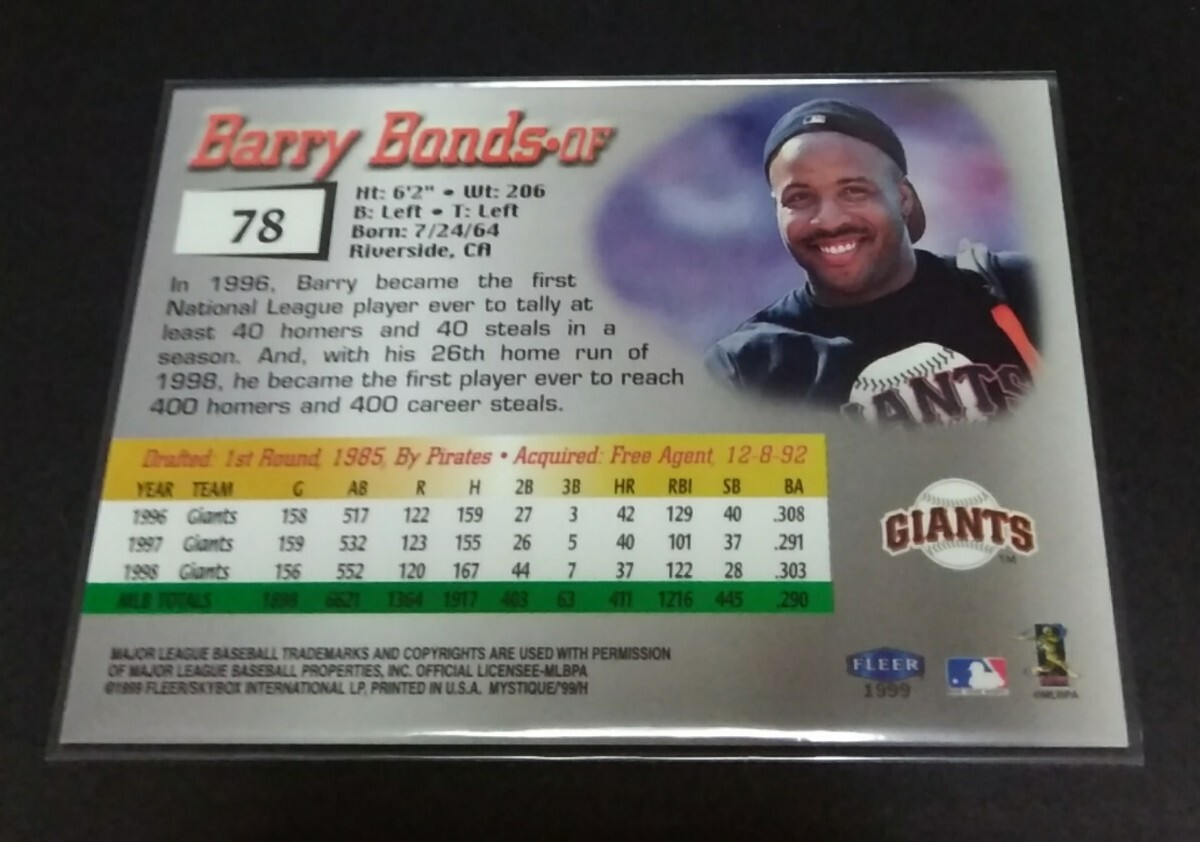 Barry Bonds•OF
78
Ht: 6'2" • Wt: 206
B: Left • T: Left
Born: 7/24/64
Riverside, CA
In 1996, Barry became the first
National League player ever to tally at
least 40 homers and 40 steals in a
season. And, with his 26th home run of
1998, he became the first player ever to reach
400 homers and 400 career steals.
GIANTS
Drafted: 1st Round, 1985, By Pirates • Acquired: Free Agent, 12-8-92
YEAR TEAM G AB R H 2B 3B HR RBI SB BA
1996 Giants 158 517 122 159 27 3 42 129 40 .308
1997 Giants 159 532 123 155 26 5 40 101 37 .291
1998 Giants 156 552 120 167 44 7 37 122 28 .303
MLB TOTALS 1898 6621 1364 1917 403 63 411 1216 445 .290
GIANTS
TM
MAJOR LEAGUE BASEBALL TRADEMARKS AND COPYRIGHTS ARE USED WITH PERMISSION
OF MAJOR LEAGUE BASEBALL PROPERTIES, INC. OFFICIAL LICENSEE-MLBPA
©1999 FLEER/SKYBOX INTERNATIONAL LP, PRINTED IN U.S.A. MYSTIQUE/'99/H
FLEER
1999
©MLBPA